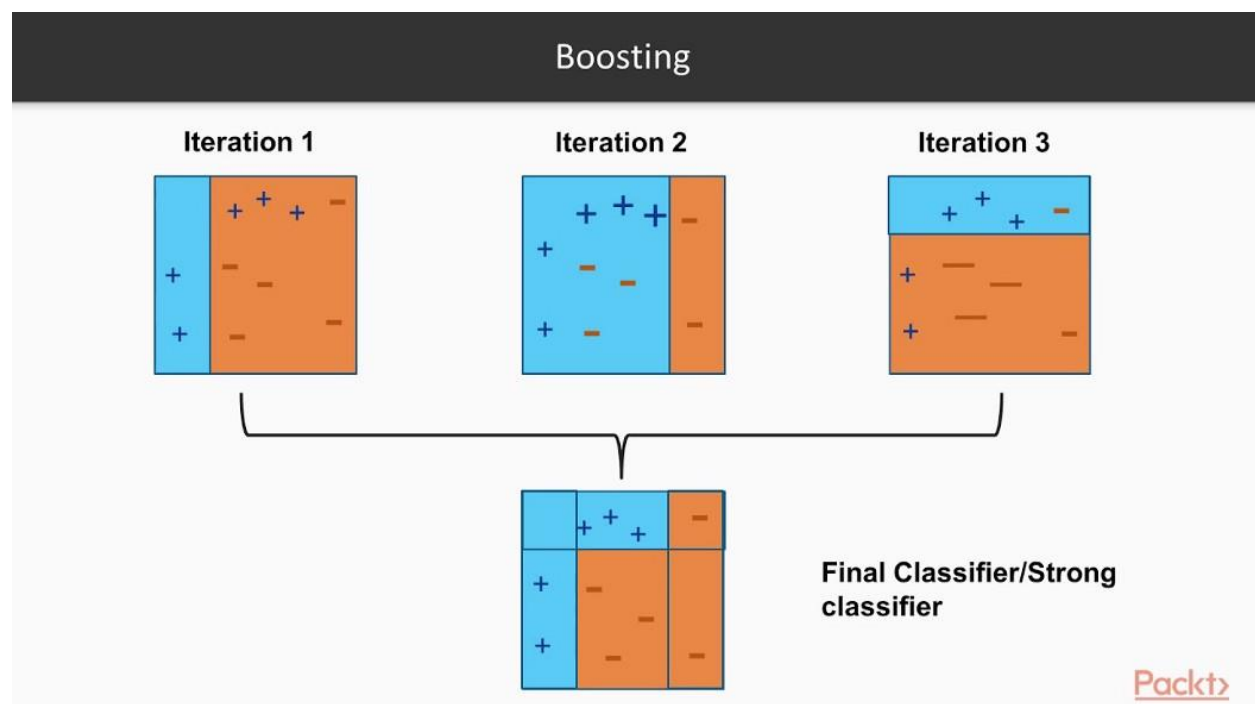 Boosting
Iteration 1
Iteration 2
Iteration 3
Final Classifier/Strong
classifier
Packt>